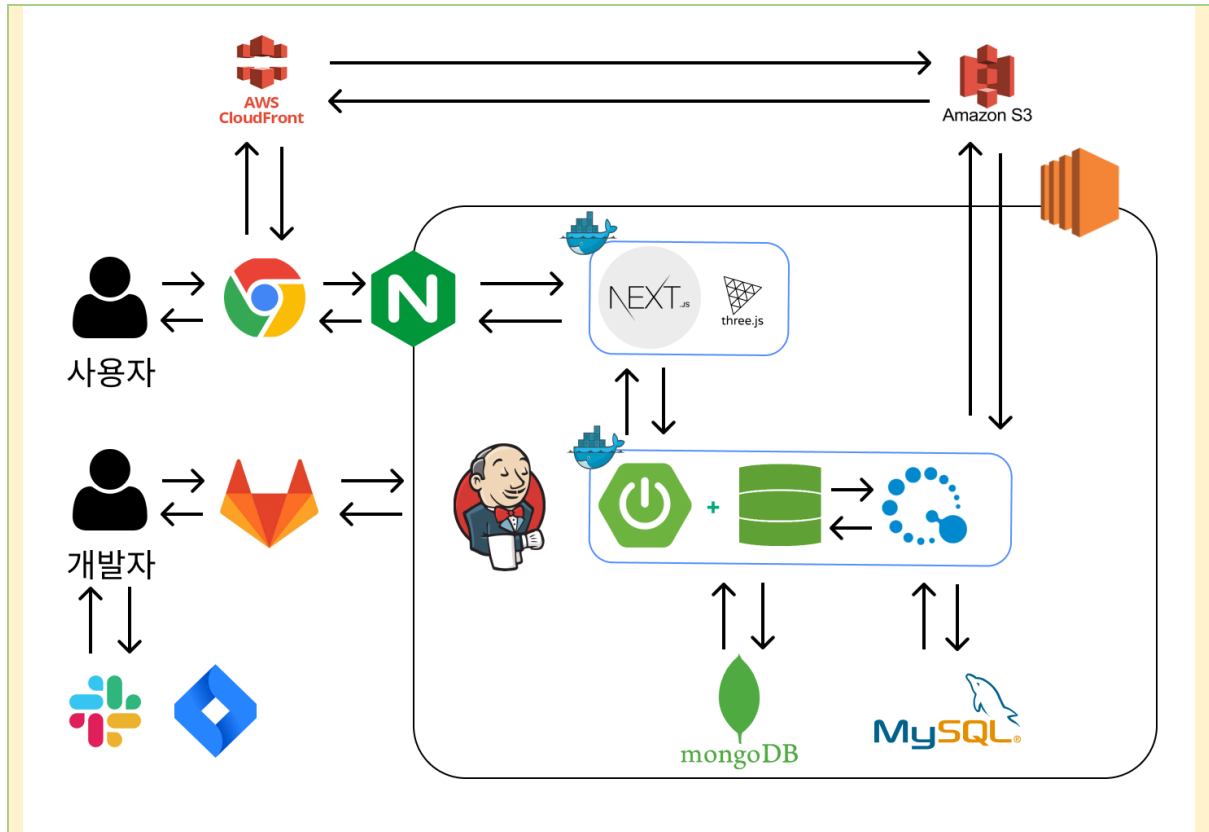 AWS
CloudFront
Amazon S3
N
NEXT.JS
three.js
사용자
+
개발자
mongoDB
MySQL®